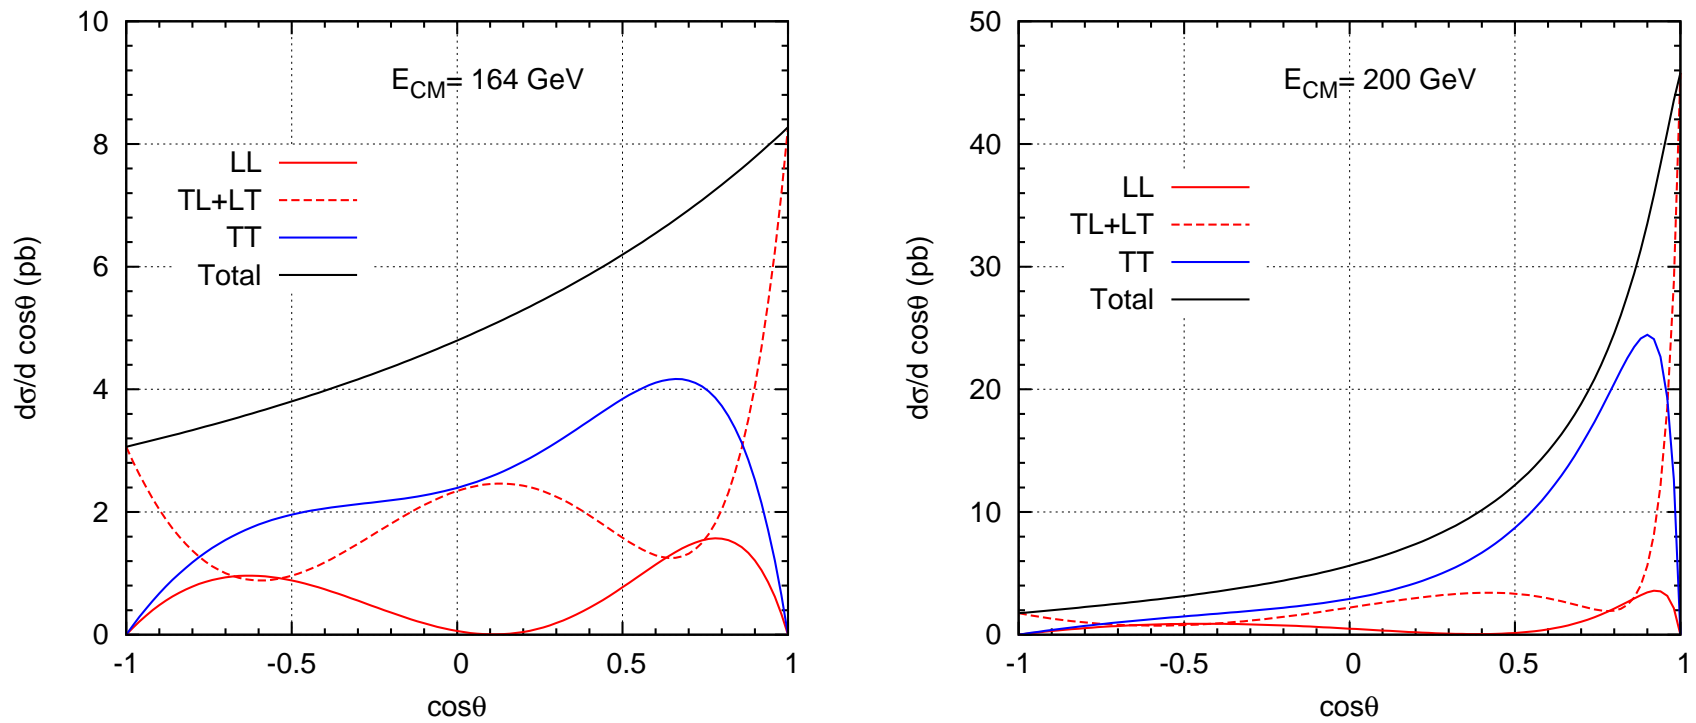 10
8
6
4
2
0
dσ/d cosθ (pb)
E_CM= 164 GeV
LL
TL+LT
TT
Total
-1
-0.5
0
0.5
1
cosθ
50
40
30
20
10
0
dσ/d cosθ (pb)
E_CM= 200 GeV
LL
TL+LT
TT
Total
-1
-0.5
0
0.5
1
cosθ